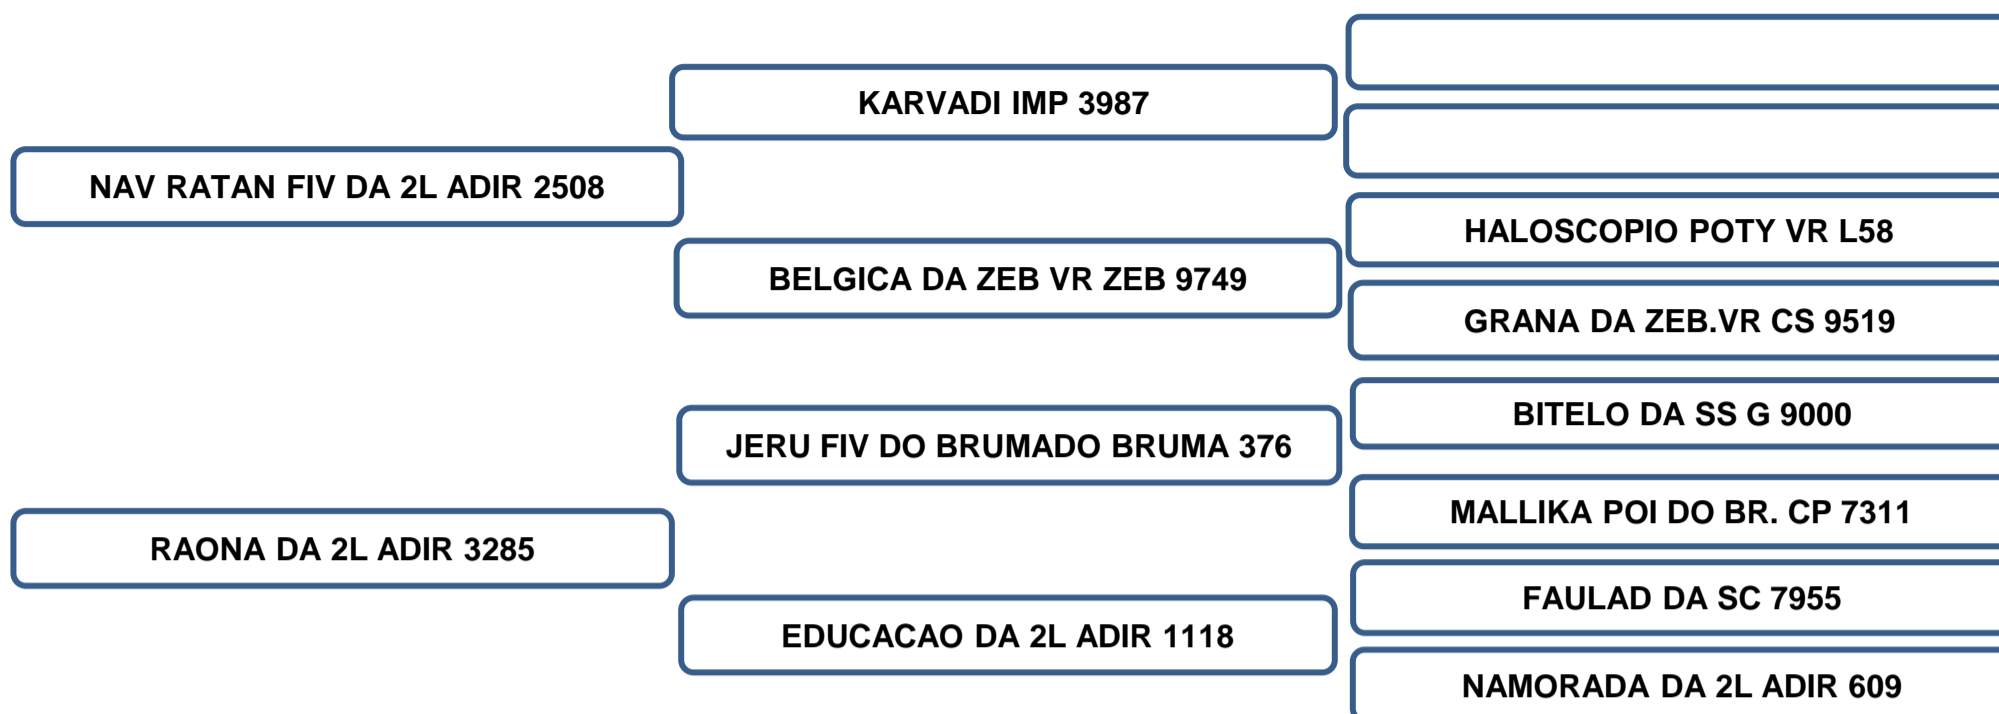 KARVADI IMP 3987
NAV RATAN FIV DA 2L ADIR 2508
HALOSCOPIO POTY VR L58
BELGICA DA ZEB VR ZEB 9749
GRANA DA ZEB.VR CS 9519
BITELO DA SS G 9000
JERU FIV DO BRUMADO BRUMA 376
MALLIKA POI DO BR. CP 7311
RAONA DA 2L ADIR 3285
FAULAD DA SC 7955
EDUCACAO DA 2L ADIR 1118
NAMORADA DA 2L ADIR 609